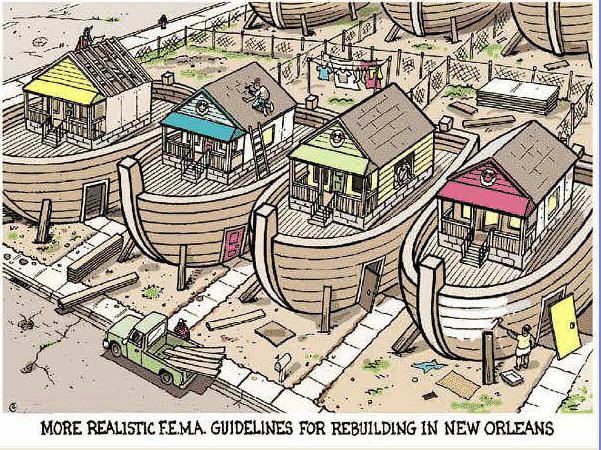 MORE REALISTIC F.E.M.A. GUIDELINES FOR REBUILDING IN NEW ORLEANS